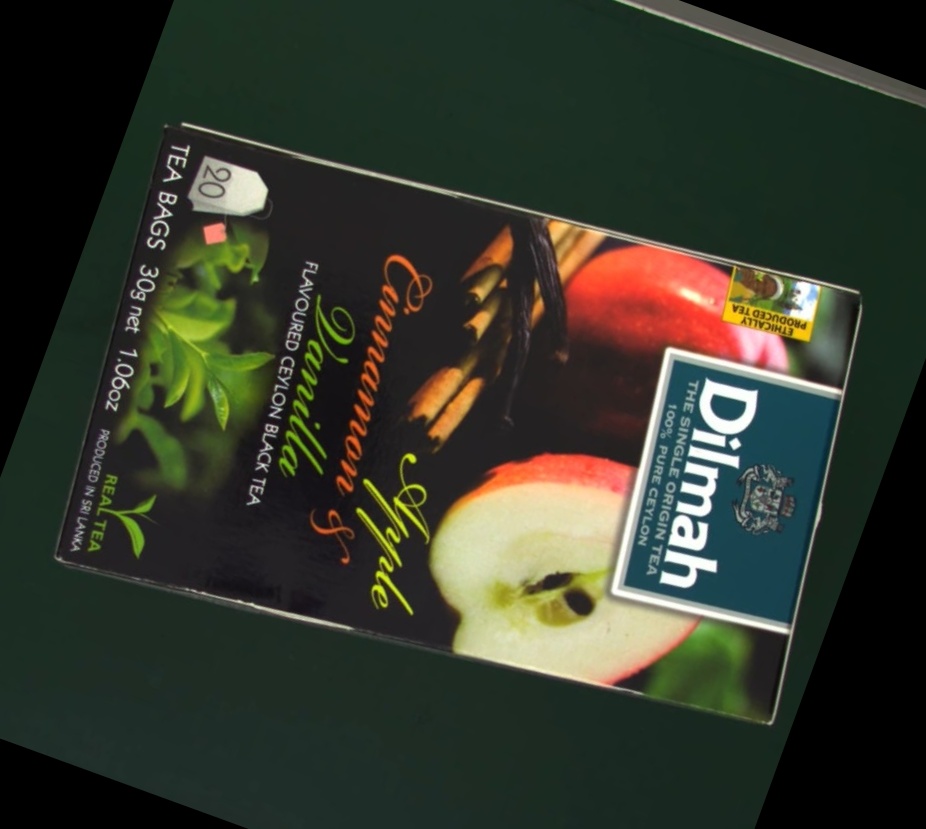 ETHICALLY
PRODUCED TEA
Dilmah
THE SINGLE ORIGIN TEA
100% PURE CEYLON
Apple
Cinnamon &
Vanilla
FLAVOURED CEYLON BLACK TEA
20
TEA BAGS 30g net 1.06oz
REAL TEA
PRODUCED IN SRI LANKA